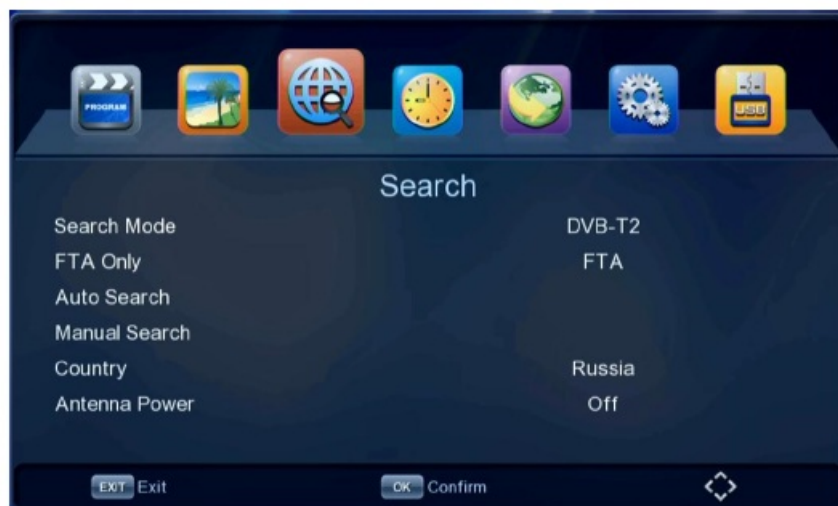 PROGRAM
USB
Search
Search Mode DVB-T2
FTA Only FTA
Auto Search
Manual Search
Country Russia
Antenna Power Off
EXIT Exit OK Confirm